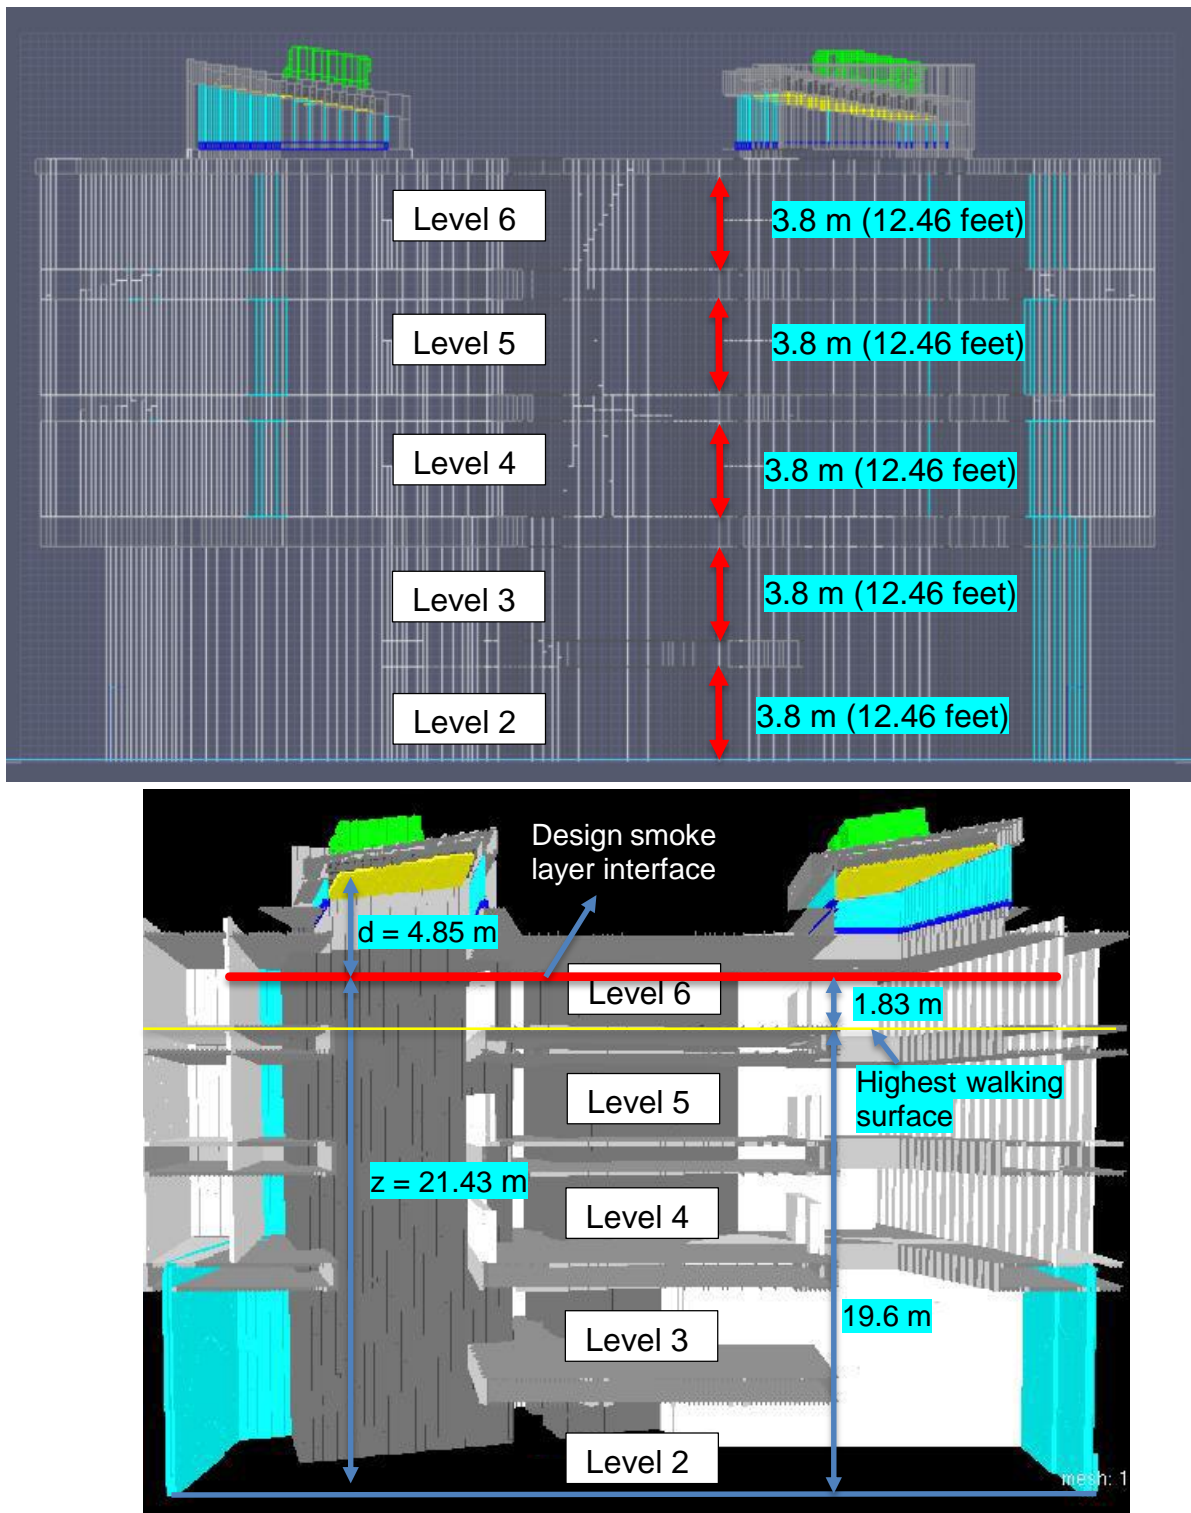 Level 6
3.8 m (12.46 feet)
Level 5
3.8 m (12.46 feet)
Level 4
3.8 m (12.46 feet)
Level 3
3.8 m (12.46 feet)
Level 2
3.8 m (12.46 feet)
Design smoke
layer interface
d = 4.85 m
Level 6
1.83 m
Highest walking
surface
Level 5
z = 21.43 m
Level 4
19.6 m
Level 3
Level 2
mesh: 1